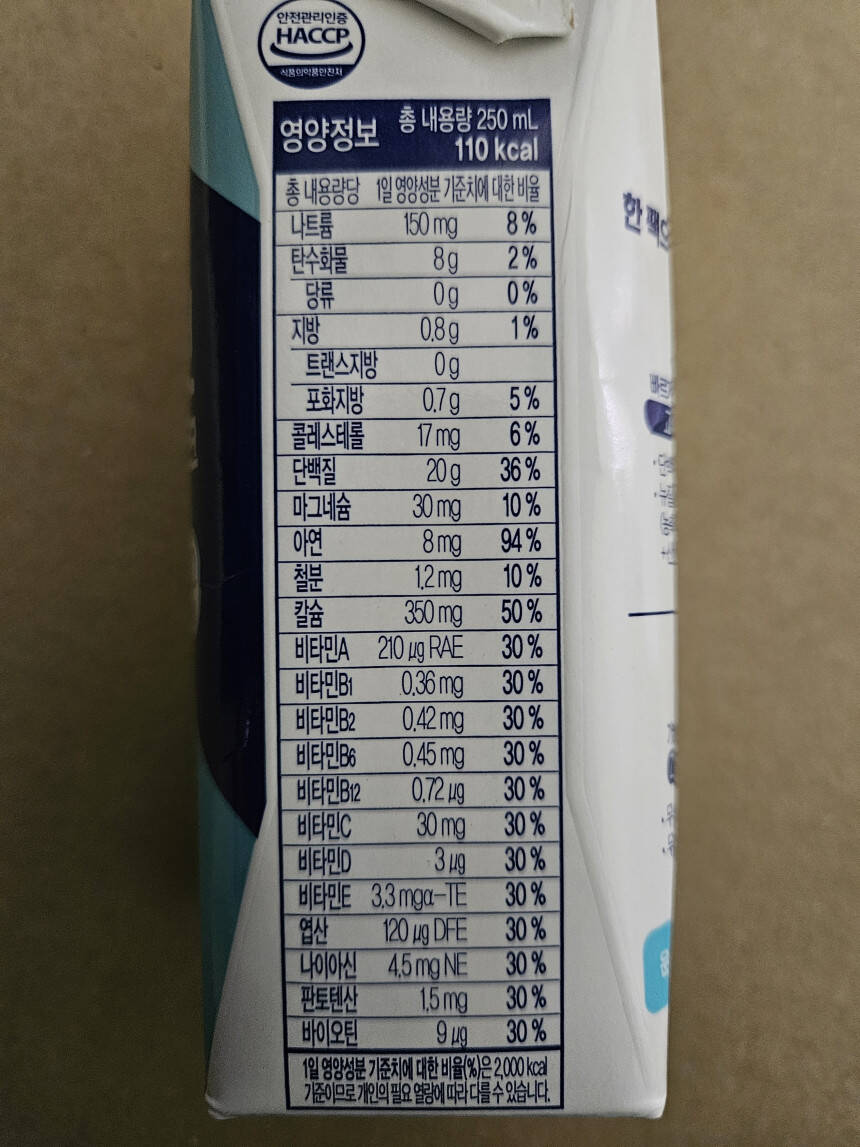 안전관리인증
HACCP
식품의약품안전처
영양정보
총 내용량 250 mL
110 kcal
총 내용량당 1일 영양성분 기준치에 대한 비율
나트륨 150 mg 8 %
탄수화물 8 g 2 %
당류 0 g 0 %
지방 0.8 g 1 %
트랜스지방 0 g
포화지방 0.7 g 5 %
콜레스테롤 17 mg 6 %
단백질 20 g 36 %
마그네슘 30 mg 10 %
아연 8 mg 94 %
철분 1.2 mg 10 %
칼슘 350 mg 50 %
비타민A 210 µg RAE 30 %
비타민B1 0.36 mg 30 %
비타민B2 0.42 mg 30 %
비타민B6 0.45 mg 30 %
비타민B12 0.72 µg 30 %
비타민C 30 mg 30 %
비타민D 3 µg 30 %
비타민E 3.3 mgα-TE 30 %
엽산 120 µg DFE 30 %
나이아신 4.5 mg NE 30 %
판토텐산 1.5 mg 30 %
바이오틴 9 µg 30 %
1일 영양성분 기준치에 대한 비율(%)은 2,000 kcal
기준이므로 개인의 필요 열량에 따라 다를 수 있습니다.
한 팩으